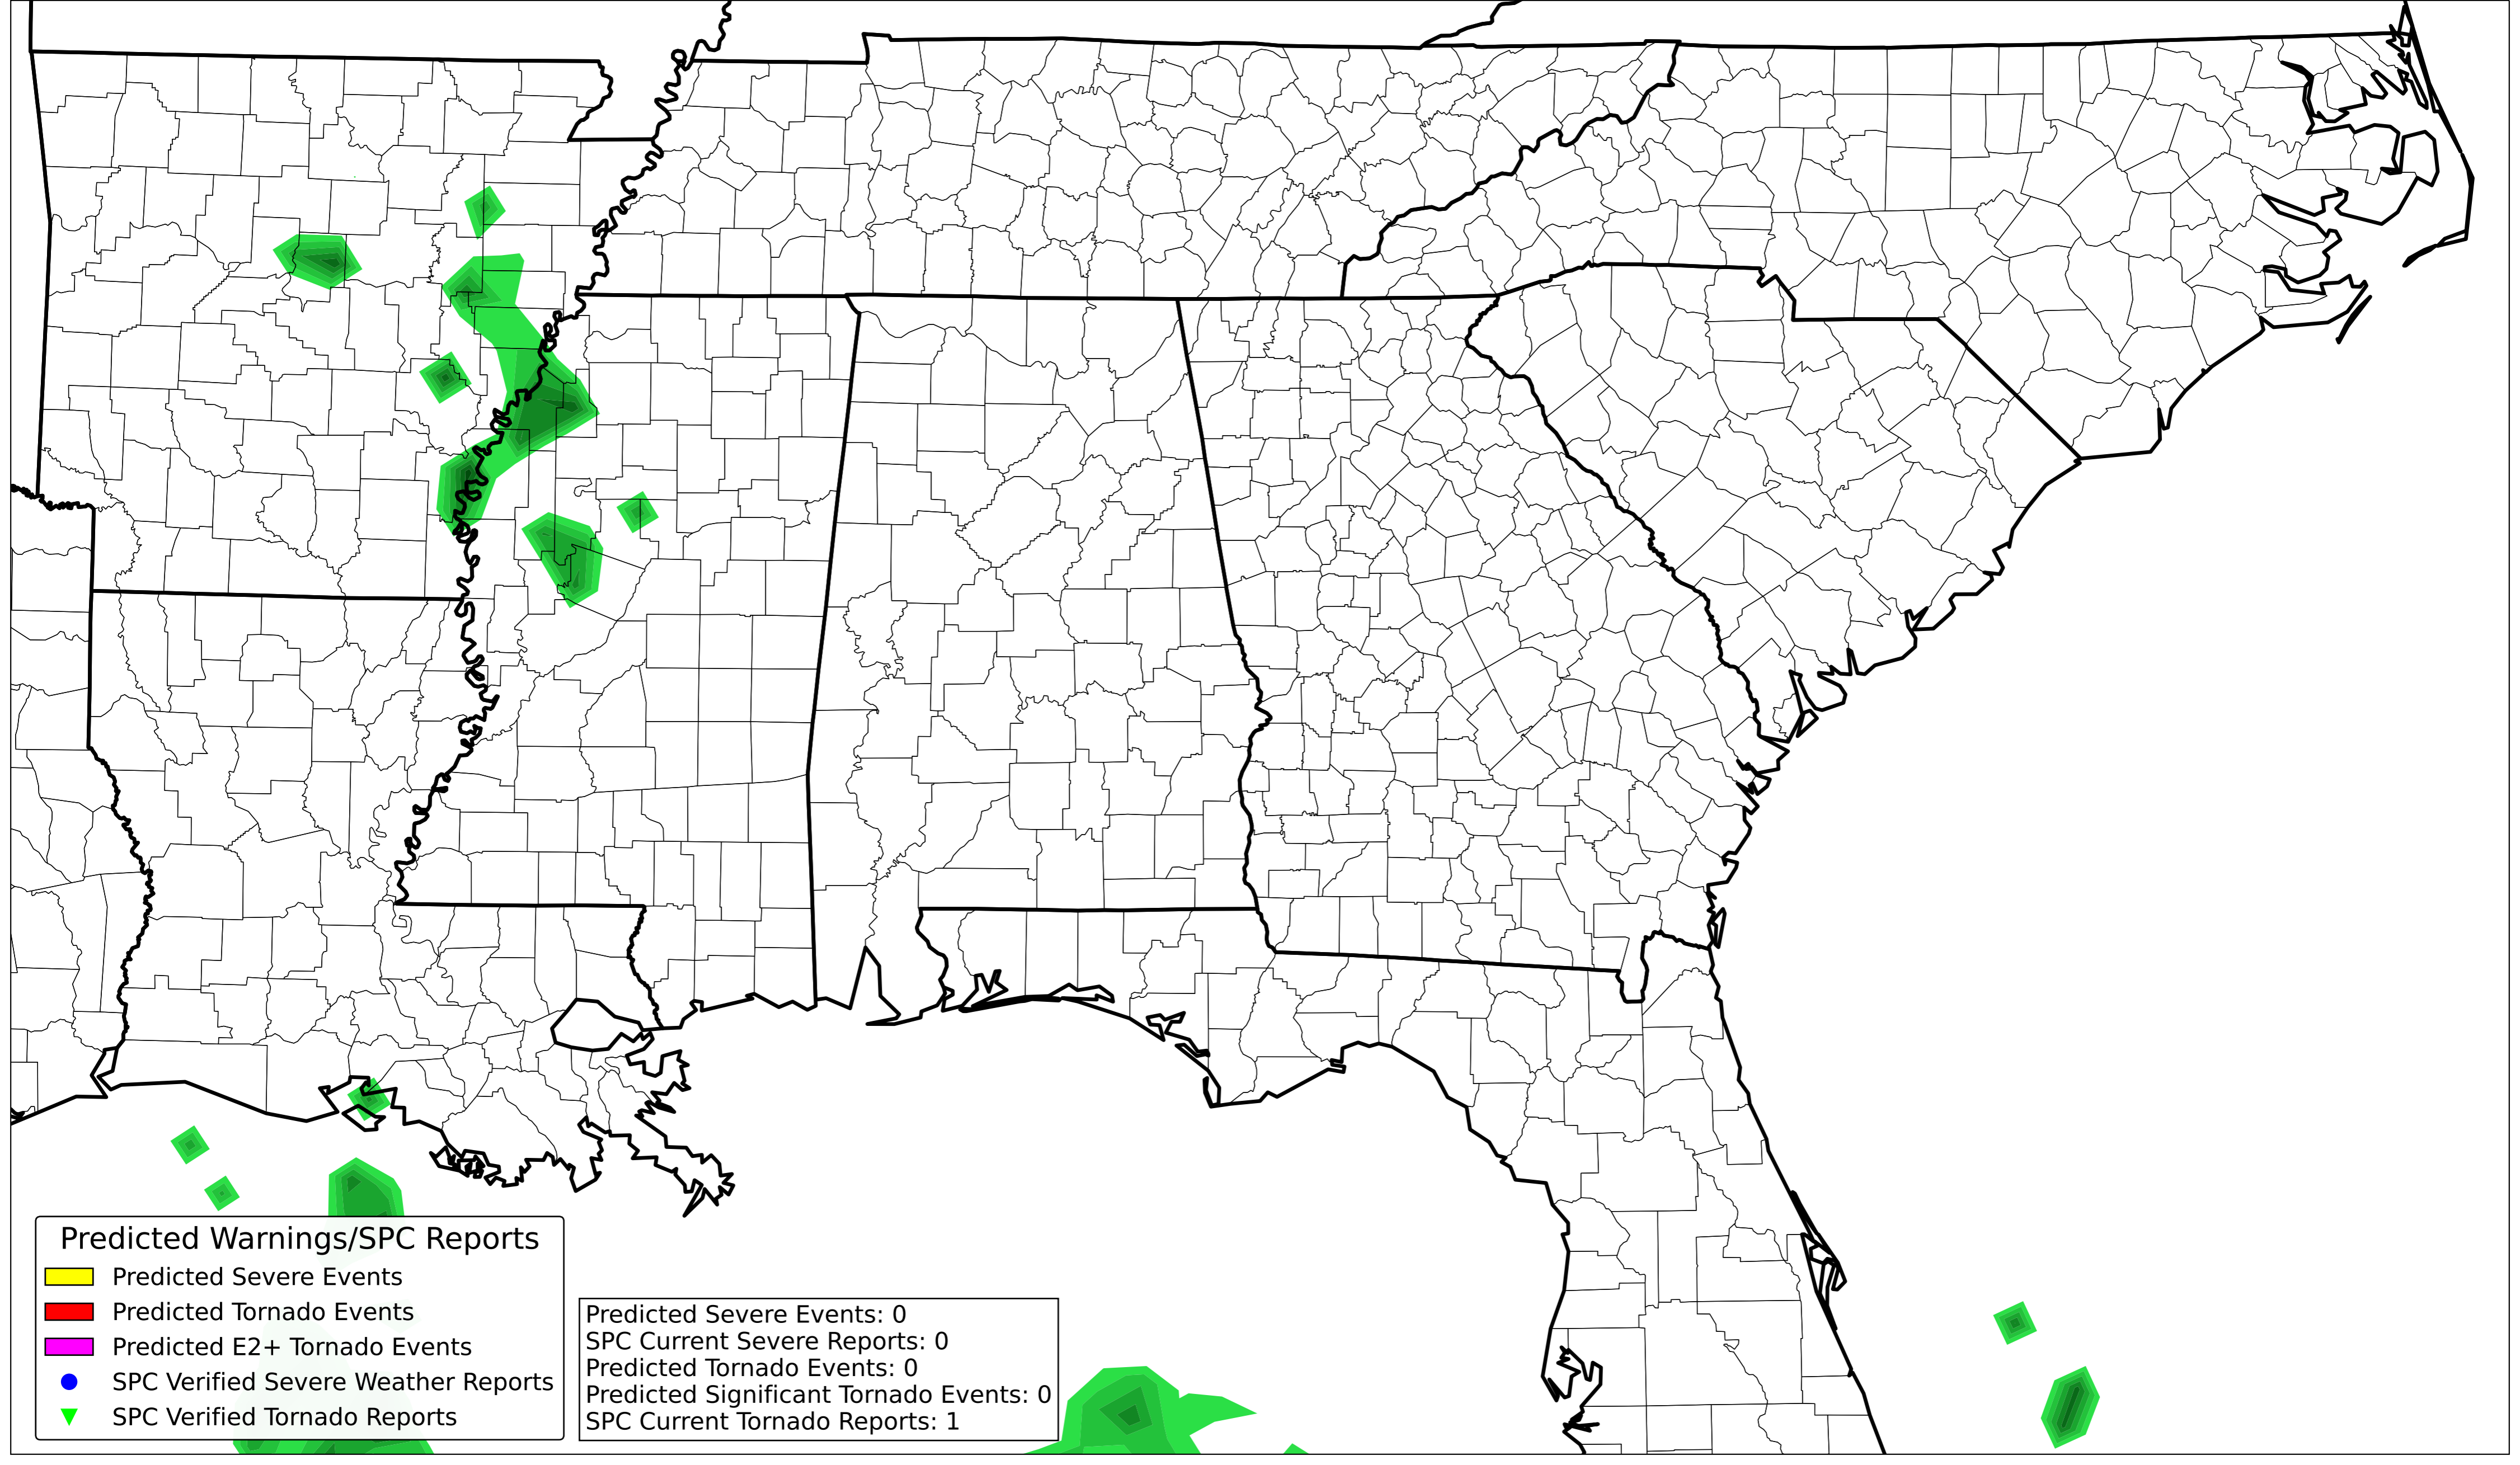 Predicted Warnings/SPC Reports
Predicted Severe Events
Predicted Tornado Events
Predicted E2+ Tornado Events
SPC Verified Severe Weather Reports
SPC Verified Tornado Reports
Predicted Severe Events: 0
SPC Current Severe Reports: 0
Predicted Tornado Events: 0
Predicted Significant Tornado Events: 0
SPC Current Tornado Reports: 1